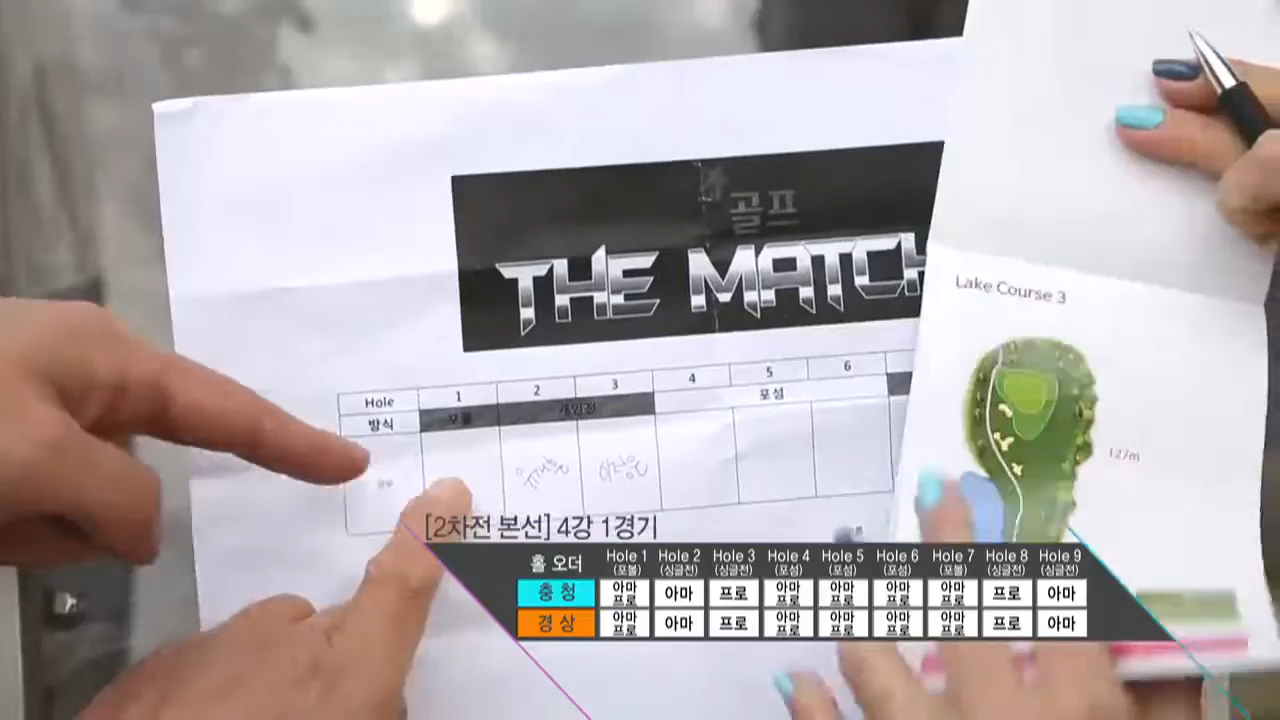 골프
THE MATCH
Lake Course 3
127m
Hole 1 2 3 4 5 6
방식 포볼 개인전 포섬
[2차전 본선] 4강 1경기
홀 오더 Hole 1 (포볼) Hole 2 (싱글전) Hole 3 (싱글전) Hole 4 (포섬) Hole 5 (포섬) Hole 6 (포섬) Hole 7 (포볼) Hole 8 (싱글전) Hole 9 (싱글전)
충청 아마 프로 아마 프로 아마 프로 아마 프로 아마 프로 아마 프로 프로 아마
경상 아마 프로 아마 프로 아마 프로 아마 프로 아마 프로 아마 프로 프로 아마